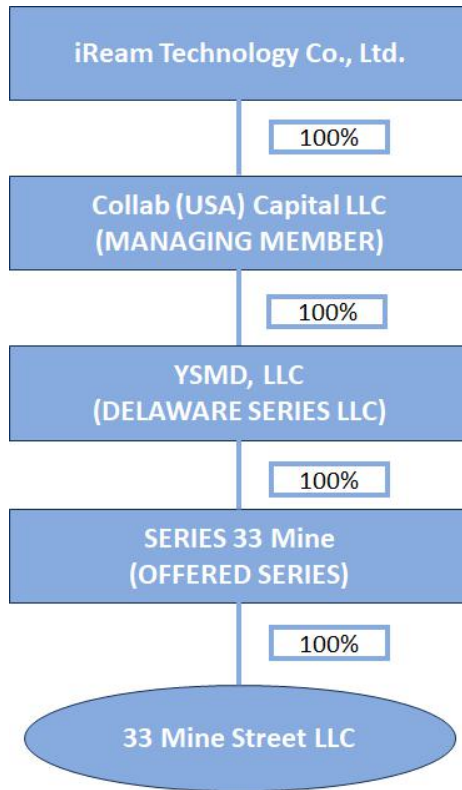 iReam Technology Co., Ltd.
100%
Collab (USA) Capital LLC
(MANAGING MEMBER)
100%
YSMD, LLC
(DELAWARE SERIES LLC)
100%
SERIES 33 Mine
(OFFERED SERIES)
100%
33 Mine Street LLC